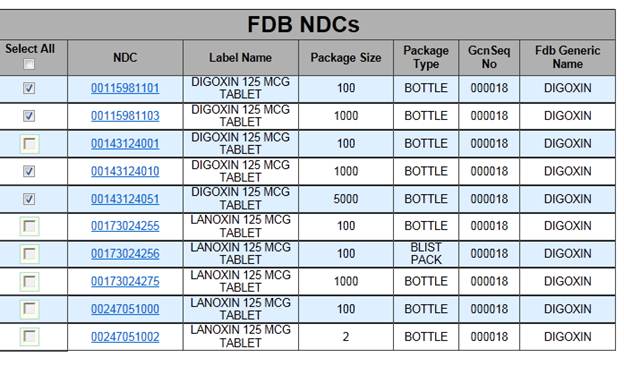 FDB NDCs
Select All NDC Label Name Package Size Package Type GcnSeq No Fdb Generic Name
00115981101 DIGOXIN 125 MCG TABLET 100 BOTTLE 000018 DIGOXIN
00115981103 DIGOXIN 125 MCG TABLET 1000 BOTTLE 000018 DIGOXIN
00143124001 DIGOXIN 125 MCG TABLET 100 BOTTLE 000018 DIGOXIN
00143124010 DIGOXIN 125 MCG TABLET 1000 BOTTLE 000018 DIGOXIN
00143124051 DIGOXIN 125 MCG TABLET 5000 BOTTLE 000018 DIGOXIN
00173024255 LANOXIN 125 MCG TABLET 100 BOTTLE 000018 DIGOXIN
00173024256 LANOXIN 125 MCG TABLET 100 BLIST PACK 000018 DIGOXIN
00173024275 LANOXIN 125 MCG TABLET 1000 BOTTLE 000018 DIGOXIN
00247051000 LANOXIN 125 MCG TABLET 100 BOTTLE 000018 DIGOXIN
00247051002 LANOXIN 125 MCG TABLET 2 BOTTLE 000018 DIGOXIN